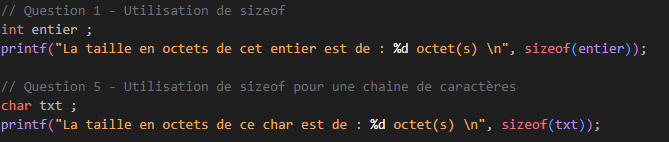 // Question 1 - Utilisation de sizeof
int entier ;
printf("La taille en octets de cet entier est de : %d octet(s) \n", sizeof(entier));
// Question 5 - Utilisation de sizeof pour une chaine de caractères
char txt ;
printf("La taille en octets de ce char est de : %d octet(s) \n", sizeof(txt));